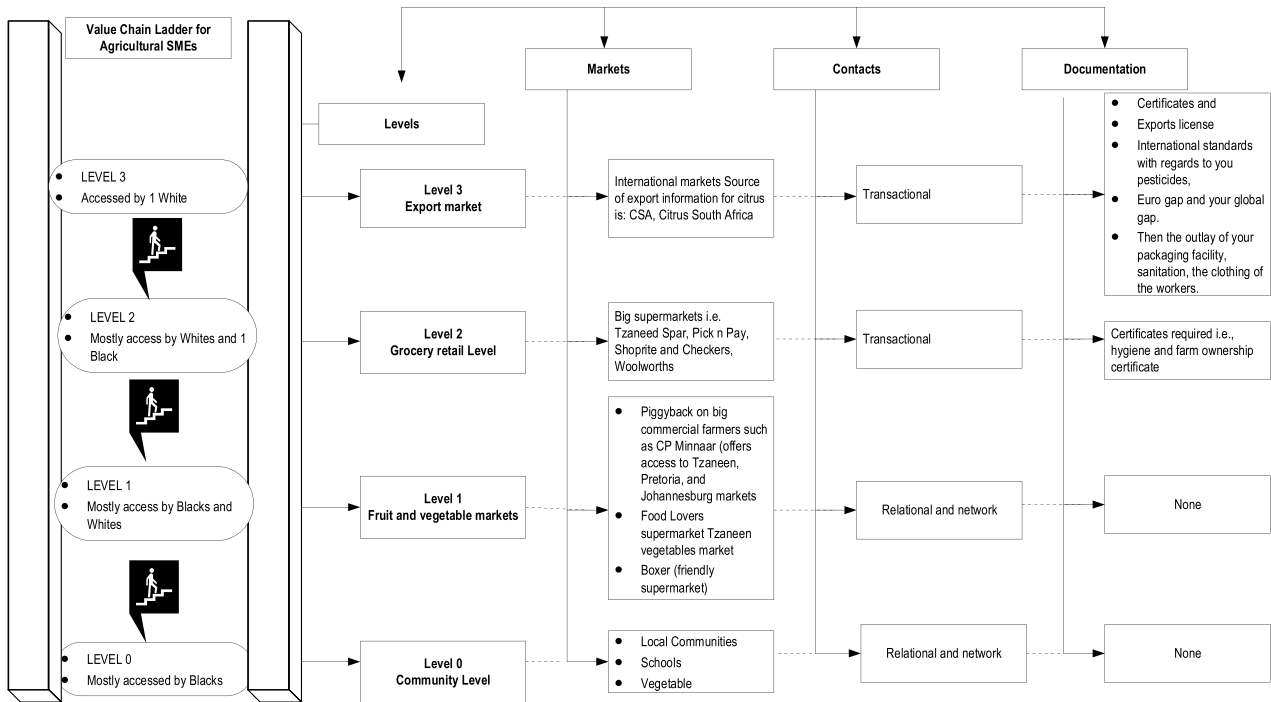 Value Chain Ladder for
Agricultural SMEs
Levels
Markets
Contacts
Documentation
LEVEL 3
Accessed by 1 White
Level 3
Export market
International markets Source
of export information for citrus
is: CSA, Citrus South Africa
Transactional
Certificates and
Exports license
International standards
with regards to you
pesticides,
Euro gap and your global
gap.
Then the outlay of your
packaging facility,
sanitation, the clothing of
the workers.
LEVEL 2
Mostly access by Whites and 1
Black
Level 2
Grocery retail Level
Big supermarkets i.e.
Tzaneed Spar, Pick n Pay,
Shoprite and Checkers,
Woolworths
Transactional
Certificates required i.e.,
hygiene and farm ownership
certificate
LEVEL 1
Mostly access by Blacks and
Whites
Level 1
Fruit and vegetable markets
Piggyback on big
commercial farmers such
as CP Minnaar (offers
access to Tzaneen,
Pretoria, and
Johannesburg markets
Food Lovers
supermarket Tzaneen
vegetables market
Boxer (friendly
supermarket)
Relational and network
None
LEVEL 0
Mostly accessed by Blacks
Level 0
Community Level
Local Communities
Schools
Vegetable
Relational and network
None